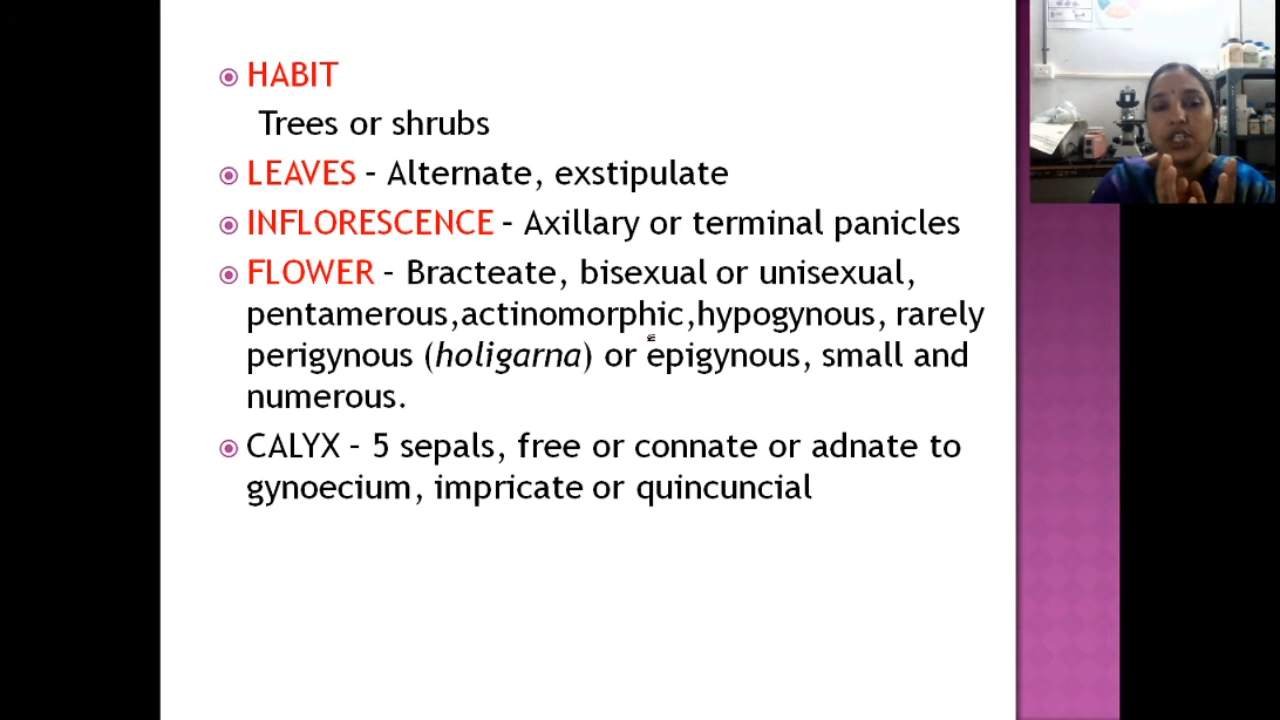 HABIT
Trees or shrubs
LEAVES – Alternate, exstipulate
INFLORESCENCE – Axillary or terminal panicles
FLOWER – Bracteate, bisexual or unisexual,
pentamerous,actinomorphic,hypogynous, rarely
perigynous (holigarna) or epigynous, small and
numerous.
CALYX – 5 sepals, free or connate or adnate to
gynoecium, impricate or quincuncial